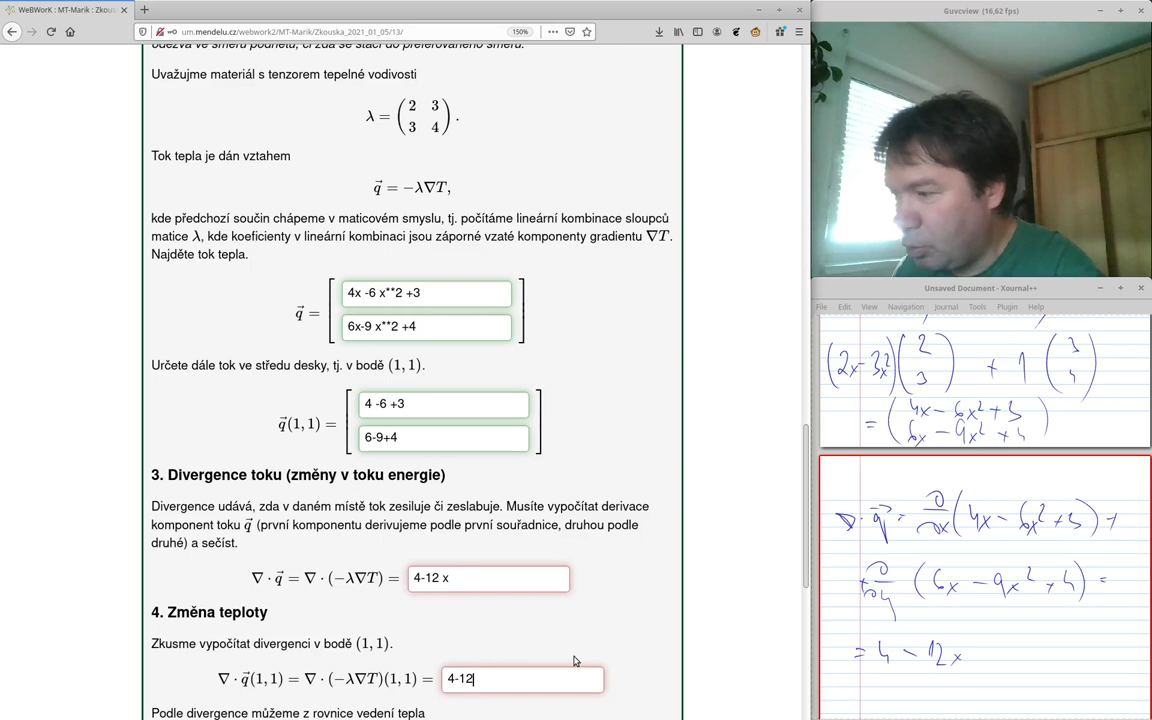 WeBWorK : MT-Marik : Zkous
Guvcview (16,62 fps)
um.mendelu.cz/webwork2/MT-Marik/Zkouska_2021_01_05/13/
150%
Uvažujme materiál s tenzorem tepelné vodivosti
λ = ( 2 3
3 4 ) .
Tok tepla je dán vztahem
q⃗ = −λ∇T,
kde předchozí součin chápeme v maticovém smyslu, tj. počítáme lineární kombinace sloupců
matice λ, kde koeficienty v lineární kombinaci jsou záporné vzaté komponenty gradientu ∇T.
Najděte tok tepla.
q⃗ = [ 4x -6 x**2 +3
6x-9 x**2 +4 ]
Určete dále tok ve středu desky, tj. v bodě (1, 1).
q⃗(1, 1) = [ 4 -6 +3
6-9+4 ]
3. Divergence toku (změny v toku energie)
Divergence udává, zda v daném místě tok zesiluje či zeslabuje. Musíte vypočítat derivace
komponent toku q⃗ (první komponentu derivujeme podle první souřadnice, druhou podle
druhé) a sečíst.
∇ · q⃗ = ∇ · (−λ∇T) = 4-12 x
4. Změna teploty
Zkusme vypočítat divergenci v bodě (1, 1).
∇ · q⃗(1, 1) = ∇ · (−λ∇T)(1, 1) = 4-12
Podle divergence můžeme z rovnice vedení tepla
Unsaved Document - Xournal++
File Edit View Navigation Journal Tools Plugin Help
(2x − 3x²) ( 2
3 ) + 1 ( 3
4 )
= ( 4x − 6x² + 3
6x − 9x² + 4 )
∇ · q⃗ = ∂/∂x (4x − 6x² + 3) +
+ ∂/∂y (6x − 9x² + 4) =
= 4 − 12x